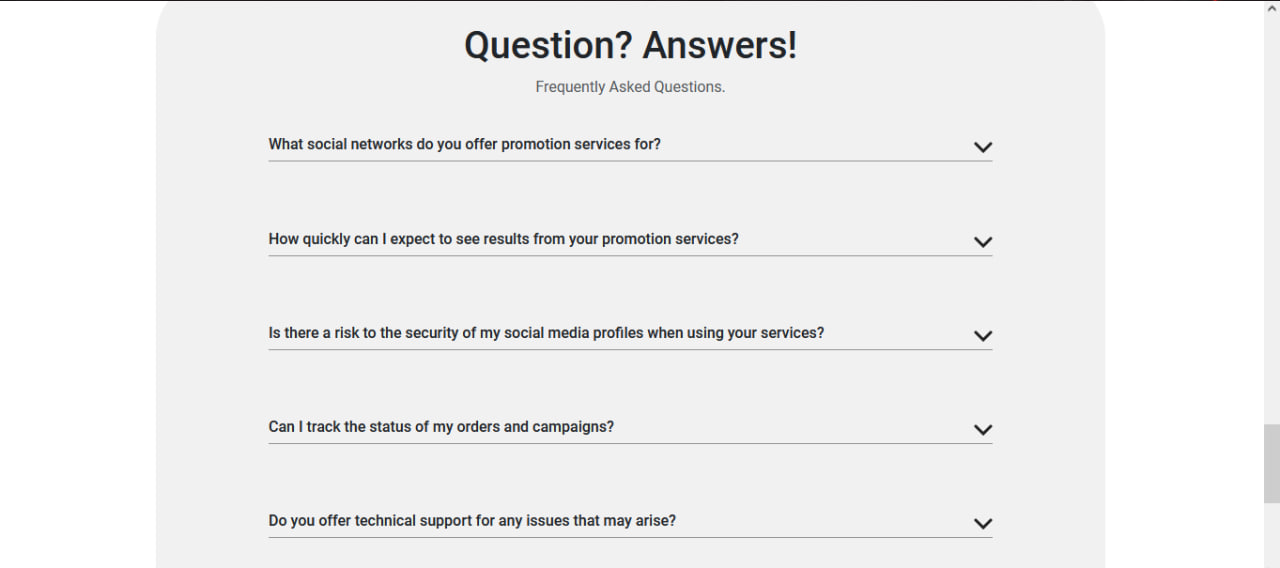 Question? Answers!
Frequently Asked Questions.
What social networks do you offer promotion services for?
How quickly can I expect to see results from your promotion services?
Is there a risk to the security of my social media profiles when using your services?
Can I track the status of my orders and campaigns?
Do you offer technical support for any issues that may arise?